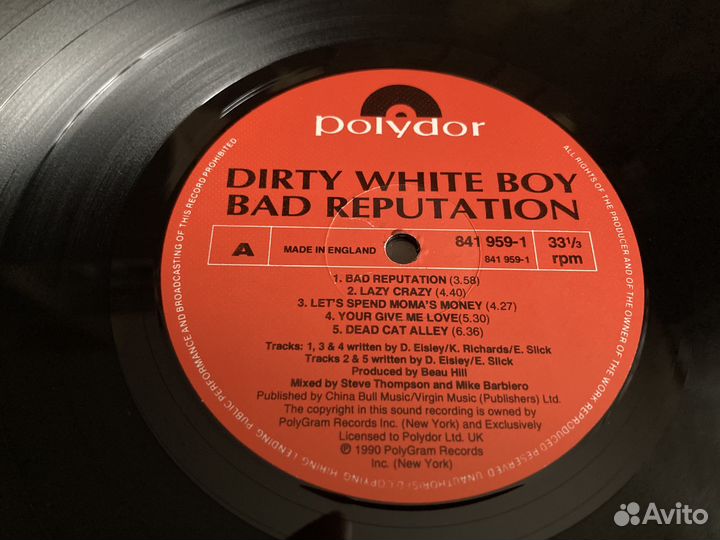 polydor
DIRTY WHITE BOY
BAD REPUTATION
A
MADE IN ENGLAND
841 959-1
841 959-1
33 1/3
rpm
1. BAD REPUTATION (3.58)
2. LAZY CRAZY (4.40)
3. LET'S SPEND MOMA'S MONEY (4.27)
4. YOUR GIVE ME LOVE(5.30)
5. DEAD CAT ALLEY (6.36)
Tracks: 1, 3 & 4 written by D. Eisley/K. Richards/E. Slick
Tracks 2 & 5 written by D. Eisley/E. Slick
Produced by Beau Hill
Mixed by Steve Thompson and Mike Barbiero
Published by China Bull Music/Virgin Music (Publishers) Ltd.
The copyright in this sound recording is owned by
PolyGram Records Inc. (New York) and Exclusively
Licensed to Polydor Ltd. UK
℗ 1990 PolyGram Records
Inc. (New York)
ALL RIGHTS OF THE PRODUCER AND OF THE OWNER OF THE WORK REPRODUCED RESERVED UNAUTHORISED COPYING HIRING LENDING PUBLIC PERFORMANCE AND BROADCASTING OF THIS RECORD PROHIBITED
Avito